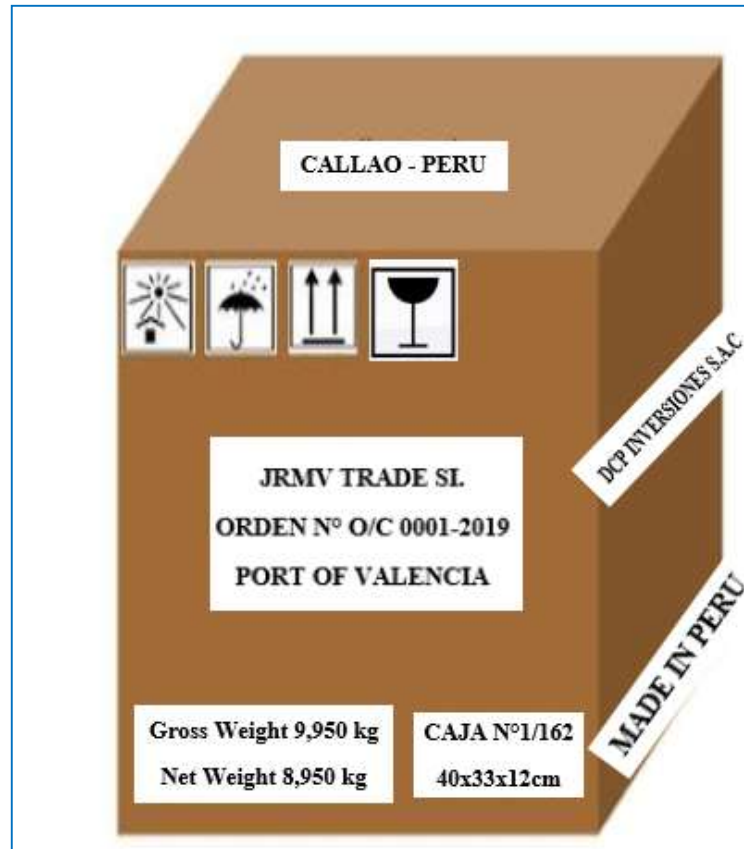 CALLAO - PERU
JRMV TRADE SI.
ORDEN N° O/C 0001-2019
PORT OF VALENCIA
DCP INVERSIONES S.A.C
MADE IN PERU
Gross Weight 9,950 kg
Net Weight 8,950 kg
CAJA N°1/162
40x33x12cm